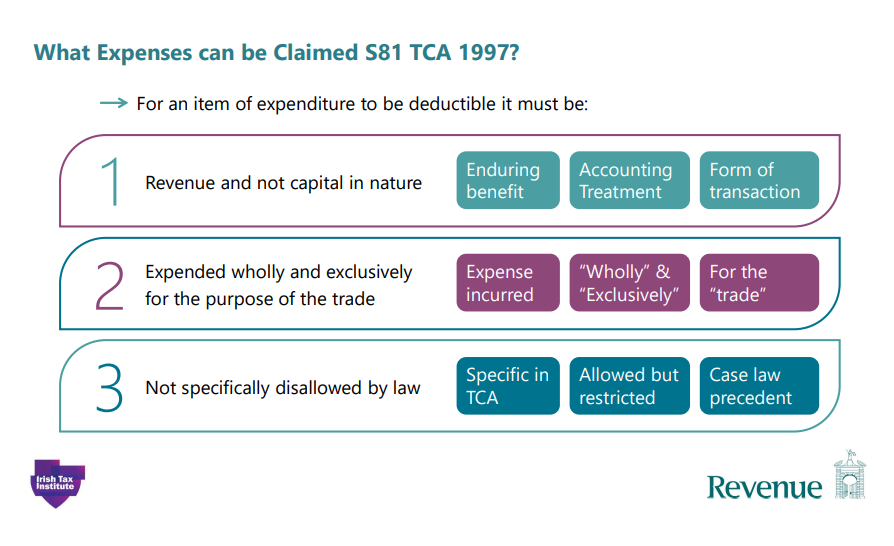 What Expenses can be Claimed S81 TCA 1997?
→ For an item of expenditure to be deductible it must be:
1
Revenue and not capital in nature
Enduring
benefit
Accounting
Treatment
Form of
transaction
2
Expended wholly and exclusively
for the purpose of the trade
Expense
incurred
“Wholly” &
“Exclusively”
For the
“trade”
3
Not specifically disallowed by law
Specific in
TCA
Allowed but
restricted
Case law
precedent
Irish Tax
Institute
Revenue